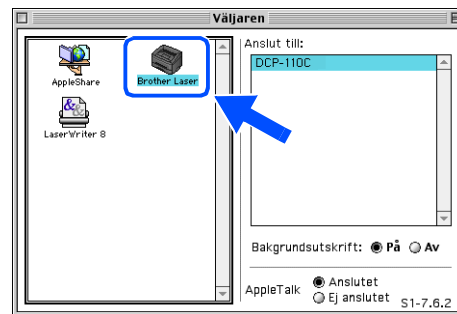 Väljaren
AppleShare
Brother Laser
LaserWriter 8
Anslut till:
DCP-110C
Bakgrundsutskrift: På Av
AppleTalk Anslutet
Ej anslutet
S1-7.6.2